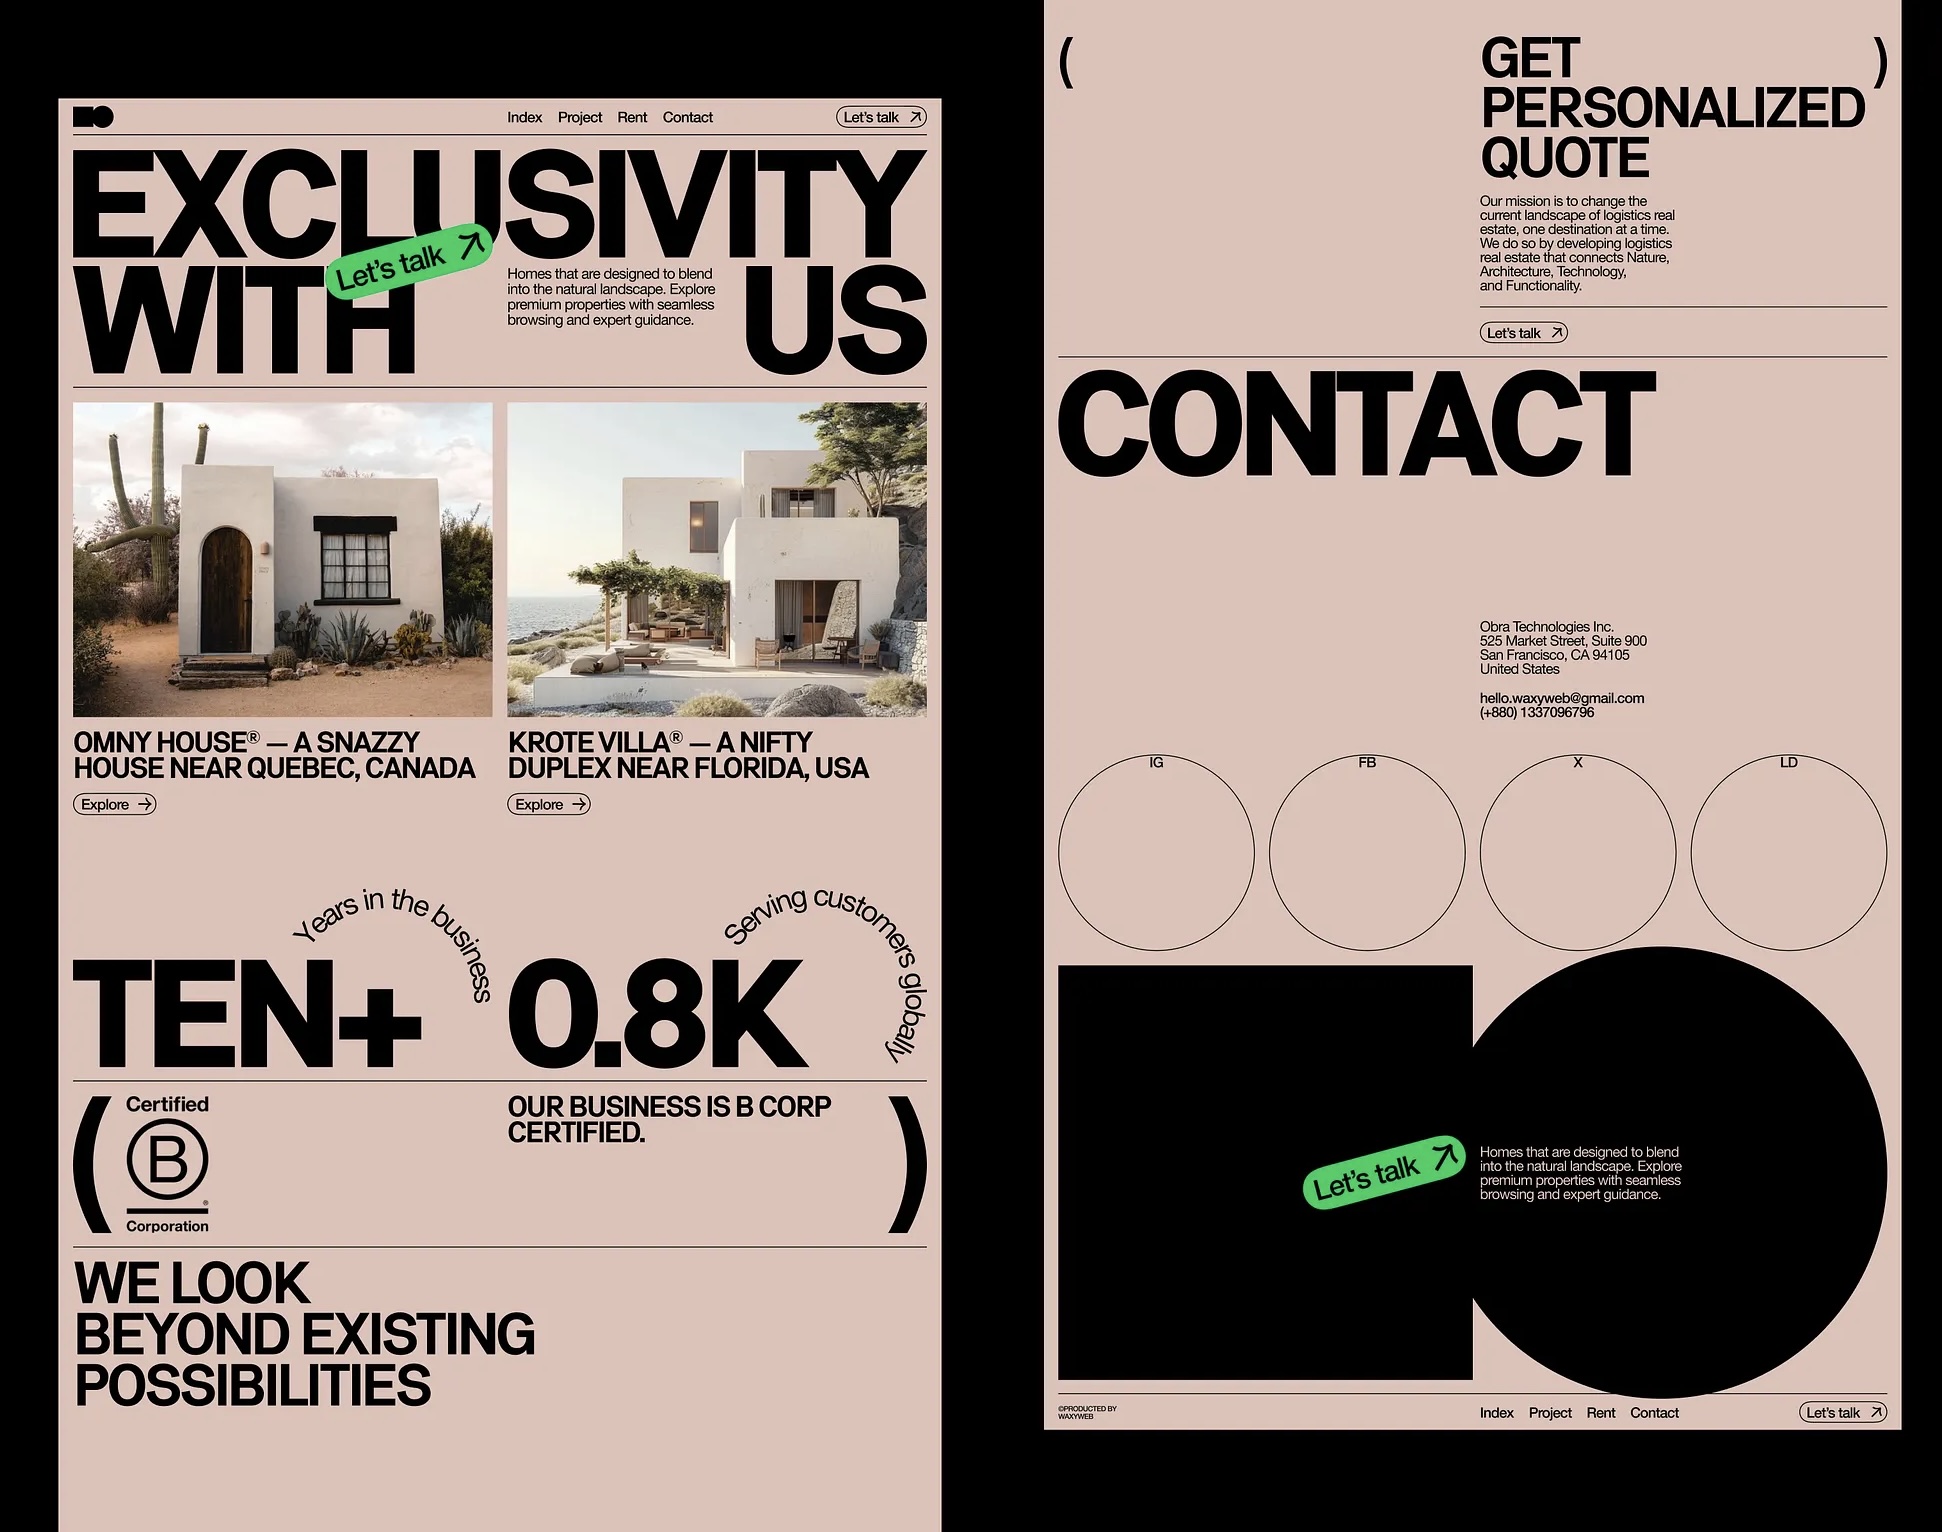 Index Project Rent Contact
Let's talk
EXCLUSIVITY
Let's talk
WITH
Homes that are designed to blend
into the natural landscape. Explore
premium properties with seamless
browsing and expert guidance.
US
OMNY HOUSE® — A SNAZZY
HOUSE NEAR QUEBEC, CANADA
Explore
KROTE VILLA® — A NIFTY
DUPLEX NEAR FLORIDA, USA
Explore
Years in the business
TEN+
Serving customers globally
0.8K
(
Certified
B
®
Corporation
OUR BUSINESS IS B CORP
CERTIFIED.
)
WE LOOK
BEYOND EXISTING
POSSIBILITIES
(
GET
PERSONALIZED
QUOTE
)
Our mission is to change the
current landscape of logistics real
estate, one destination at a time.
We do so by developing logistics
real estate that connects Nature,
Architecture, Technology,
and Functionality.
Let's talk
CONTACT
Obra Technologies Inc.
525 Market Street, Suite 900
San Francisco, CA 94105
United States
hello.waxyweb@gmail.com
(+880) 1337096796
IG
FB
X
LD
Let's talk
Homes that are designed to blend
into the natural landscape. Explore
premium properties with seamless
browsing and expert guidance.
©PRODUCTED BY
WAXYWEB
Index Project Rent Contact
Let's talk